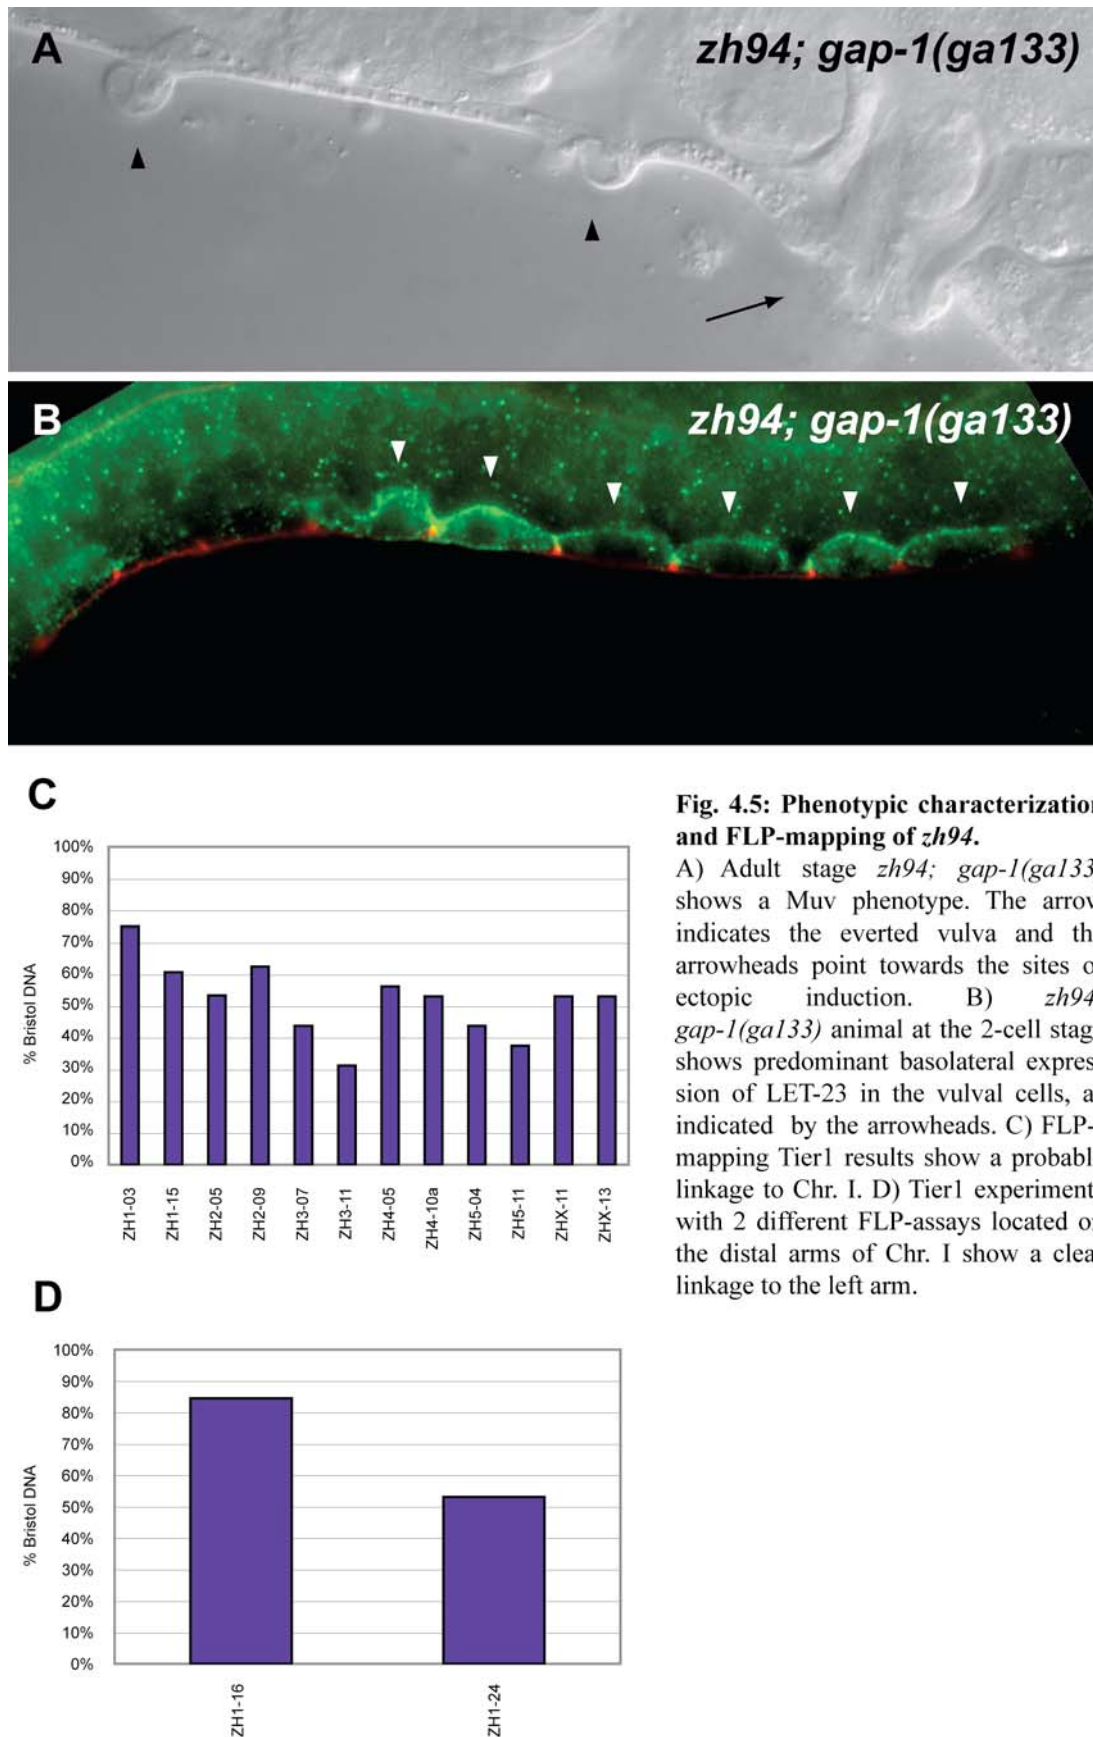 A
zh94; gap-1(ga133)
B
zh94; gap-1(ga133)
C
100%
90%
80%
70%
60%
50%
40%
30%
20%
10%
0%
% Bristol DNA
ZH1-03
ZH1-15
ZH2-05
ZH2-09
ZH3-07
ZH3-11
ZH4-05
ZH4-10a
ZH5-04
ZH5-11
ZHX-11
ZHX-13
Fig. 4.5: Phenotypic characterization
and FLP-mapping of zh94.
A) Adult stage zh94; gap-1(ga133
shows a Muv phenotype. The arrow
indicates the everted vulva and th
arrowheads point towards the sites o
ectopic induction. B) zh94
gap-1(ga133) animal at the 2-cell stag
shows predominant basolateral expres
sion of LET-23 in the vulval cells, a
indicated by the arrowheads. C) FLP-
mapping Tier1 results show a probabl
linkage to Chr. I. D) Tier1 experiment
with 2 different FLP-assays located o
the distal arms of Chr. I show a clea
linkage to the left arm.
D
100%
90%
80%
70%
60%
50%
40%
30%
20%
10%
0%
% Bristol DNA
ZH1-16
ZH1-24